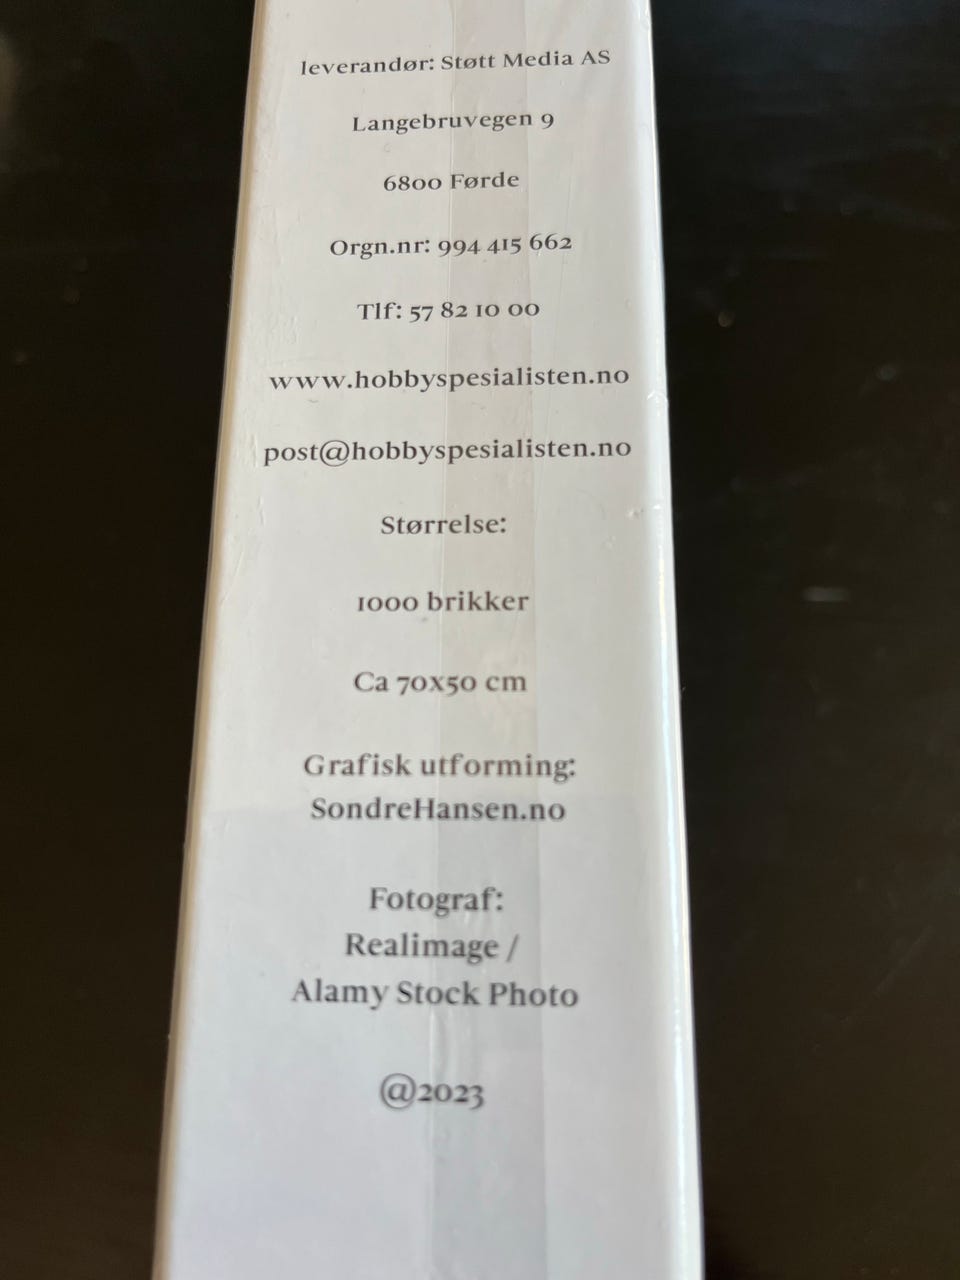 leverandør: Støtt Media AS
Langebruvegen 9
6800 Førde
Orgn.nr: 994 415 662
Tlf: 57 82 10 00
www.hobbyspesialisten.no
post@hobbyspesialisten.no
Størrelse:
1000 brikker
Ca 70x50 cm
Grafisk utforming:
SondreHansen.no
Fotograf:
Realimage /
Alamy Stock Photo
@2023